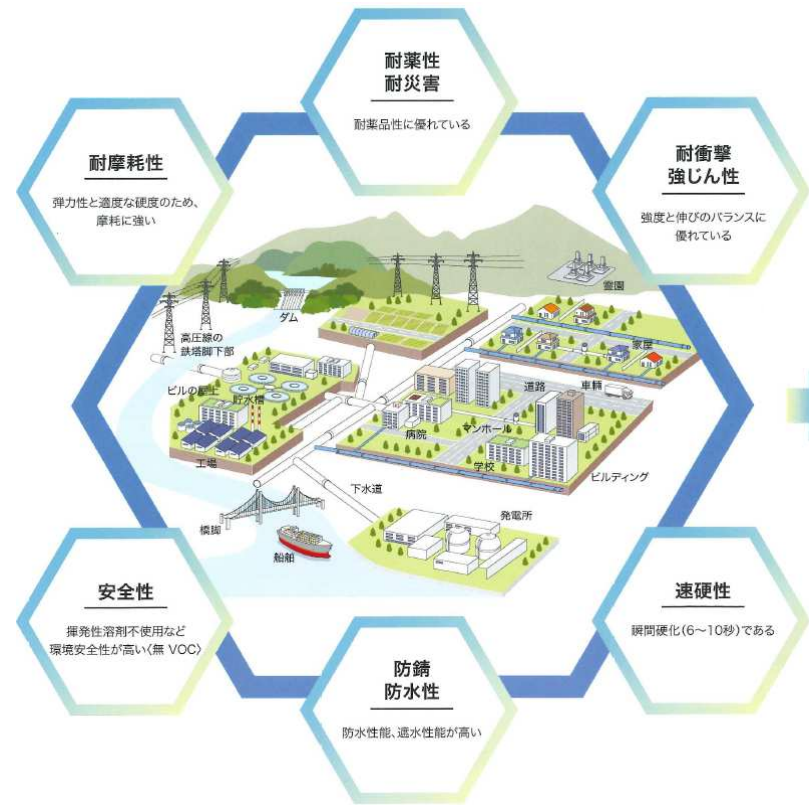 耐薬性
耐災害
耐薬品性に優れている
耐摩耗性
弾力性と適度な硬度のため、
摩耗に強い
耐衝撃
強じん性
強度と伸びのバランスに
優れている
霊園
ダム
高圧線の
鉄塔脚下部
家屋
ビルの屋上
貯水槽
道路
車輌
病院
マンホール
工場
学校
ビルディング
下水道
発電所
橋脚
船舶
安全性
揮発性溶剤不使用など
環境安全性が高い〈無 VOC〉
速硬性
瞬間硬化(6〜10秒)である
防錆
防水性
防水性能、遮水性能が高い